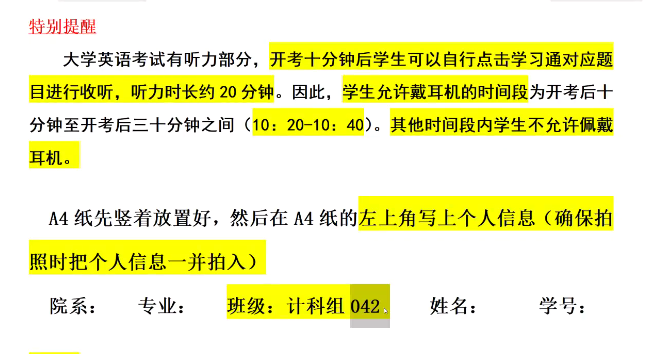 特别提醒
大学英语考试有听力部分，开考十分钟后学生可以自行点击学习通对应题
目进行收听，听力时长约 20 分钟。因此，学生允许戴耳机的时间段为开考后十
分钟至开考后三十分钟之间（10：20-10：40）。其他时间段内学生不允许佩戴
耳机。
A4 纸先竖着放置好，然后在 A4 纸的左上角写上个人信息（确保拍
照时把个人信息一并拍入）
院系： 专业： 班级：计科组 042. 姓名： 学号：